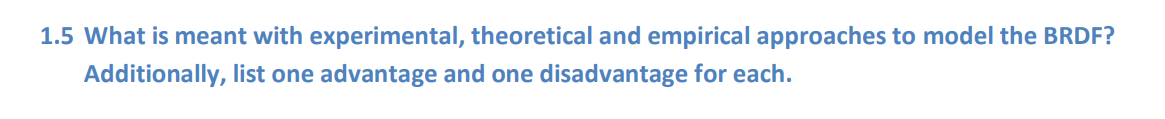 1.5 What is meant with experimental, theoretical and empirical approaches to model the BRDF?
Additionally, list one advantage and one disadvantage for each.